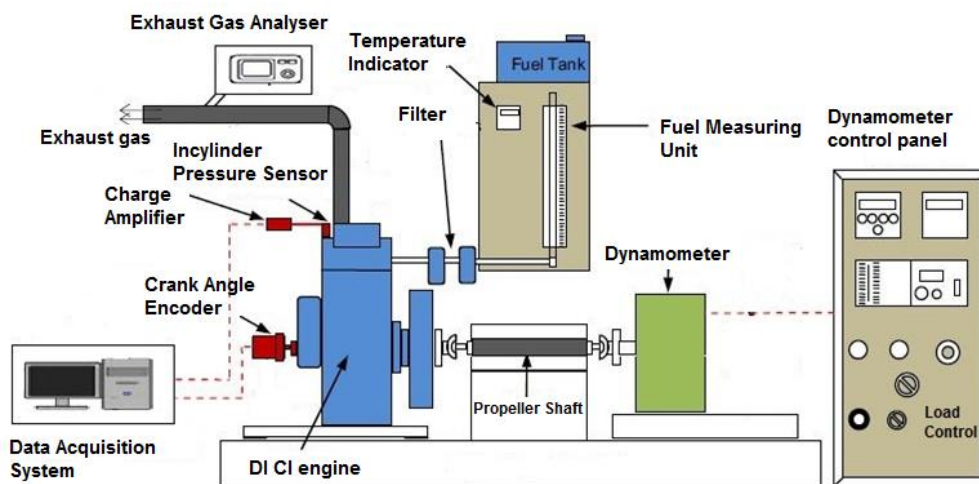 Exhaust Gas Analyser
Temperature
Indicator
Fuel Tank
Exhaust gas
Filter
Fuel Measuring
Unit
Dynamometer
control panel
Incylinder
Pressure Sensor
Charge
Amplifier
Crank Angle
Encoder
Dynamometer
Propeller Shaft
Load
Control
Data Acquisition
System
DI CI engine